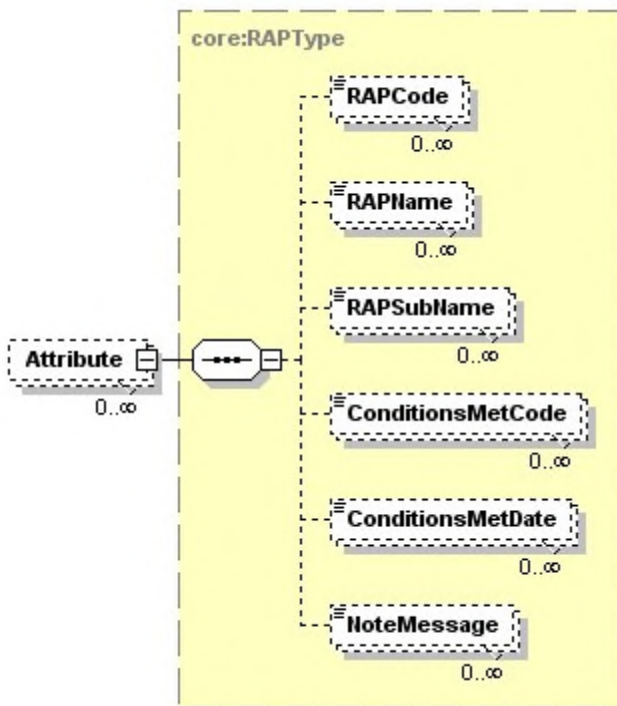 core:RAPType
RAPCode
0..∞
RAPName
0..∞
RAPSubName
0..∞
Attribute
0..∞
ConditionsMetCode
0..∞
ConditionsMetDate
0..∞
NoteMessage
0..∞